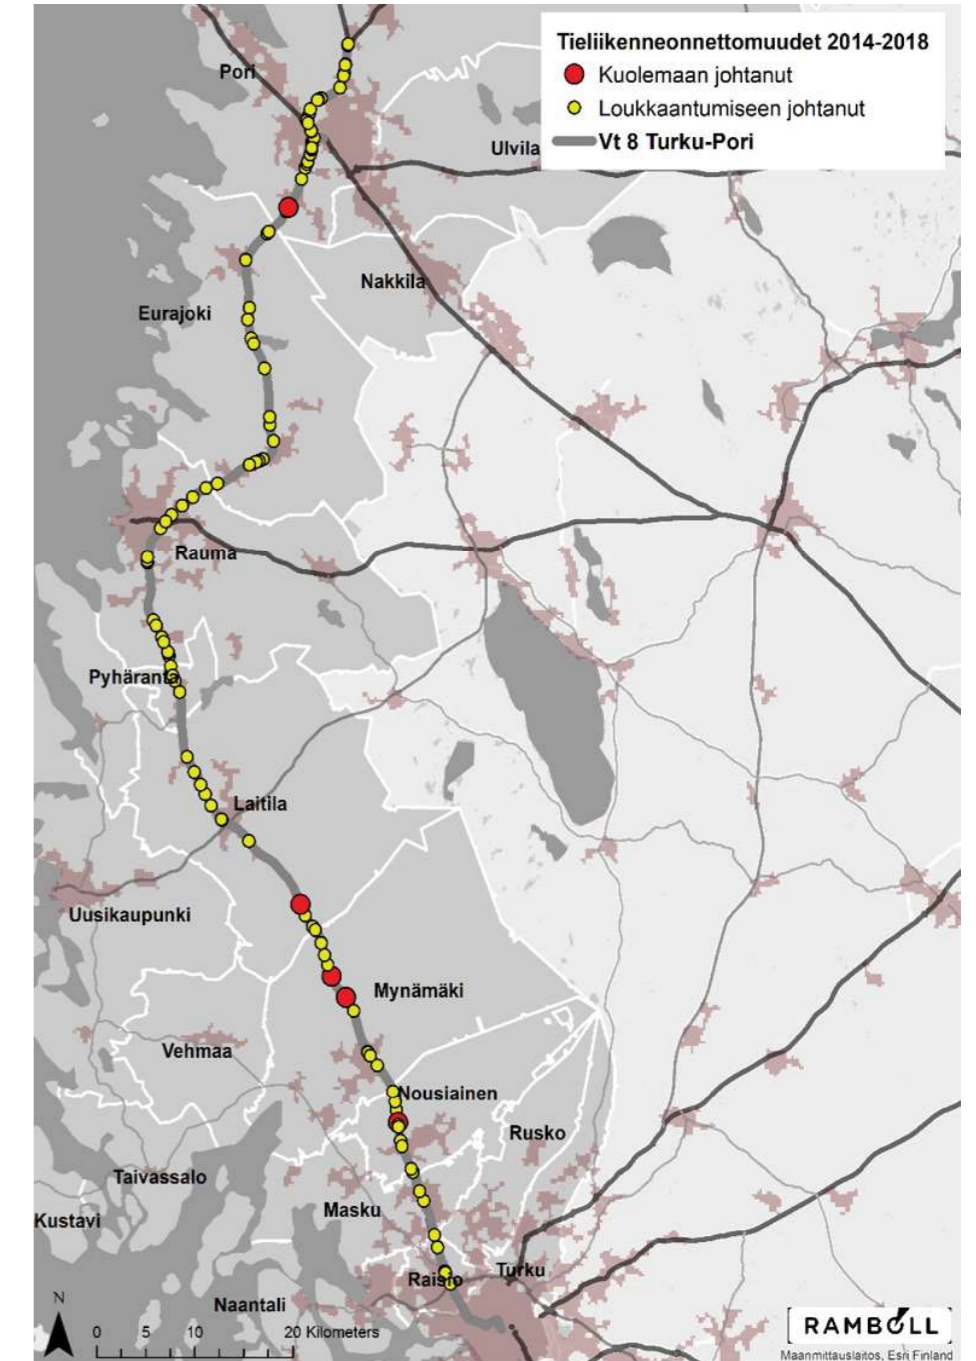 Tieliikenneonnettomuudet 2014-2018
Kuolemaan johtanut
Loukkaantumiseen johtanut
Vt 8 Turku-Pori
Pori
Ulvila
Nakkila
Eurajoki
Rauma
Pyhäranta
Laitila
Uusikaupunki
Mynämäki
Vehmaa
Nousiainen
Rusko
Taivassalo
Masku
Kustavi
Turku
Raisio
Naantali
N
0 5 10 20 Kilometers
RAMBOLL
Maanmittauslaitos, Esri Finland